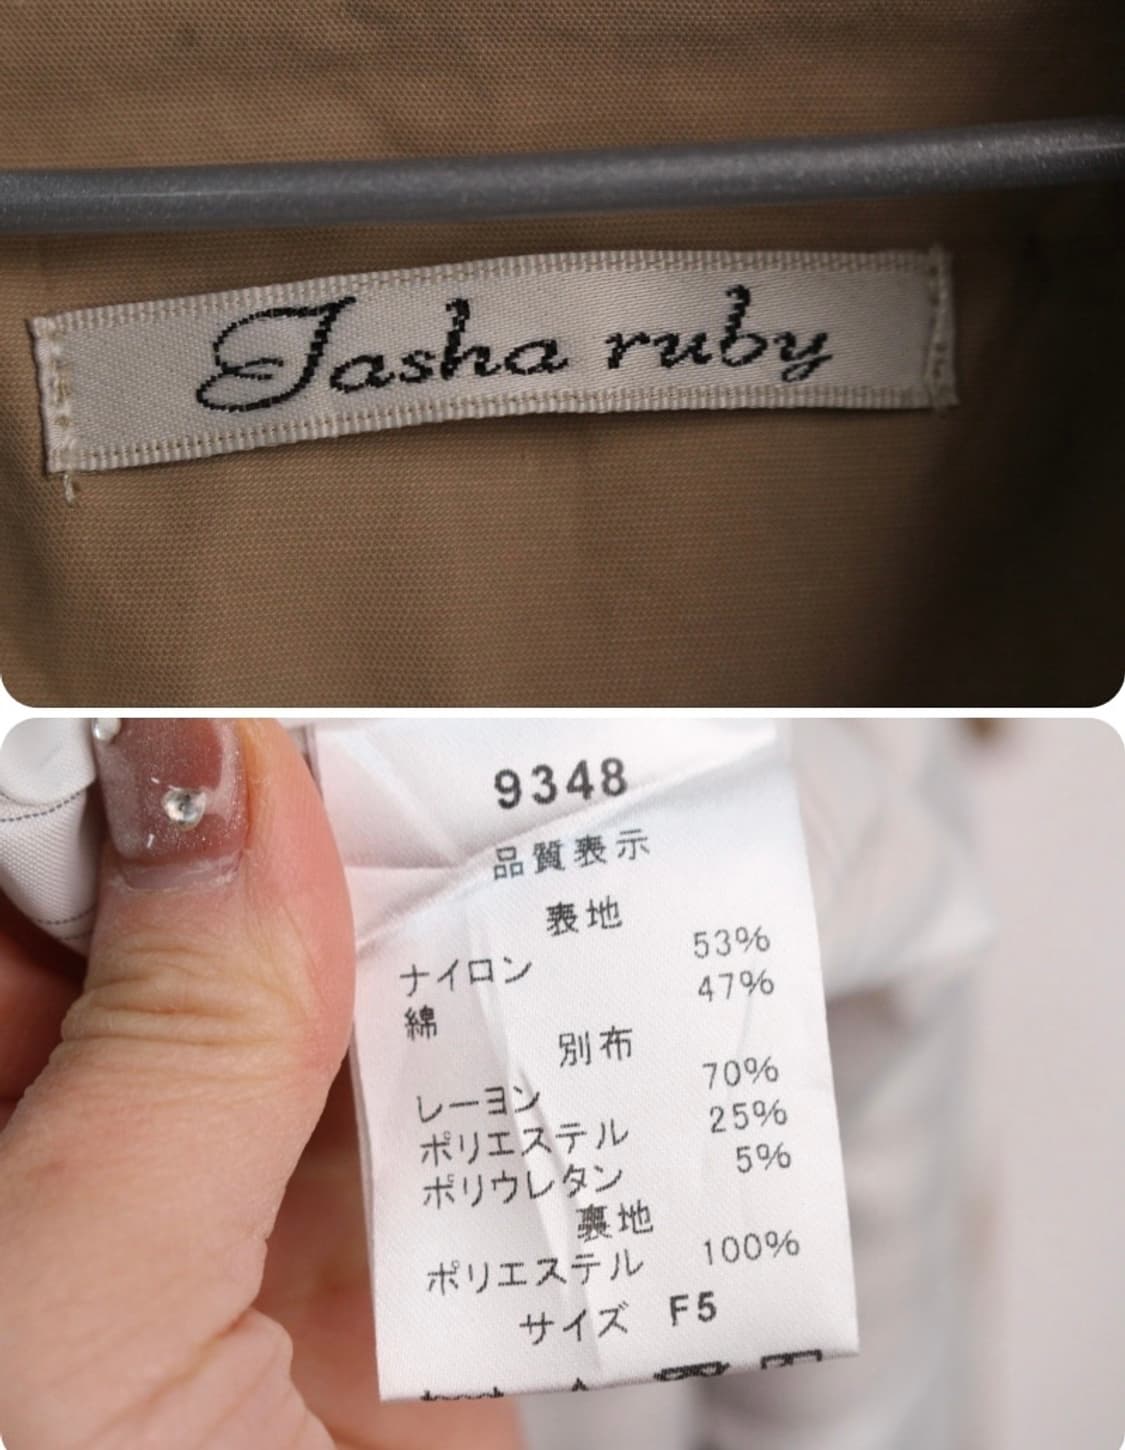 Tasha ruby
9348
品質表示
表地
ナイロン 53%
綿 47%
別布
レーヨン 70%
ポリエステル 25%
ポリウレタン 5%
裏地
ポリエステル 100%
サイズ F5